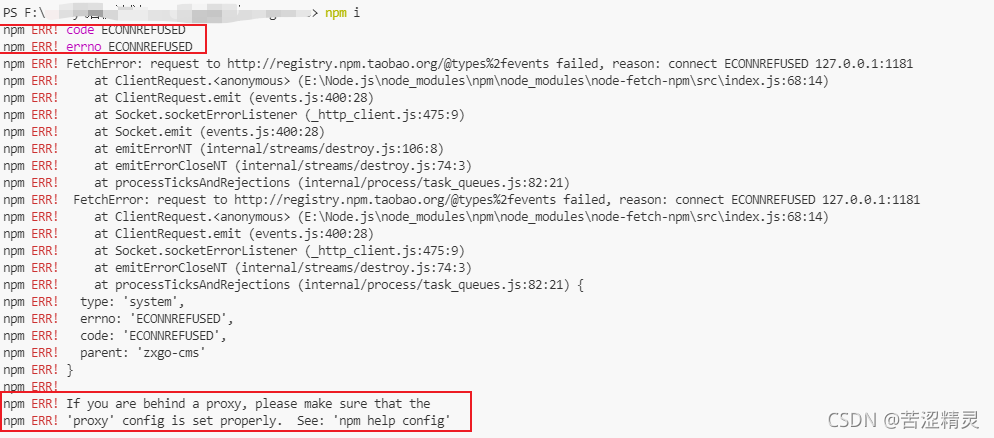 PS F:\ > npm i
npm ERR! code ECONNREFUSED
npm ERR! errno ECONNREFUSED
npm ERR! FetchError: request to http://registry.npm.taobao.org/@types%2fevents failed, reason: connect ECONNREFUSED 127.0.0.1:1181
npm ERR!     at ClientRequest.<anonymous> (E:\Node.js\node_modules\npm\node_modules\node-fetch-npm\src\index.js:68:14)
npm ERR!     at ClientRequest.emit (events.js:400:28)
npm ERR!     at Socket.socketErrorListener (_http_client.js:475:9)
npm ERR!     at Socket.emit (events.js:400:28)
npm ERR!     at emitErrorNT (internal/streams/destroy.js:106:8)
npm ERR!     at emitErrorCloseNT (internal/streams/destroy.js:74:3)
npm ERR!     at processTicksAndRejections (internal/process/task_queues.js:82:21)
npm ERR!  FetchError: request to http://registry.npm.taobao.org/@types%2fevents failed, reason: connect ECONNREFUSED 127.0.0.1:1181
npm ERR!     at ClientRequest.<anonymous> (E:\Node.js\node_modules\npm\node_modules\node-fetch-npm\src\index.js:68:14)
npm ERR!     at ClientRequest.emit (events.js:400:28)
npm ERR!     at Socket.socketErrorListener (_http_client.js:475:9)
npm ERR!     at emitErrorCloseNT (internal/streams/destroy.js:74:3)
npm ERR!     at processTicksAndRejections (internal/process/task_queues.js:82:21) {
npm ERR!   type: 'system',
npm ERR!   errno: 'ECONNREFUSED',
npm ERR!   code: 'ECONNREFUSED',
npm ERR!   parent: 'zxgo-cms'
npm ERR! }
npm ERR!
npm ERR! If you are behind a proxy, please make sure that the
npm ERR! 'proxy' config is set properly.  See: 'npm help config'
CSDN @苦涩精灵